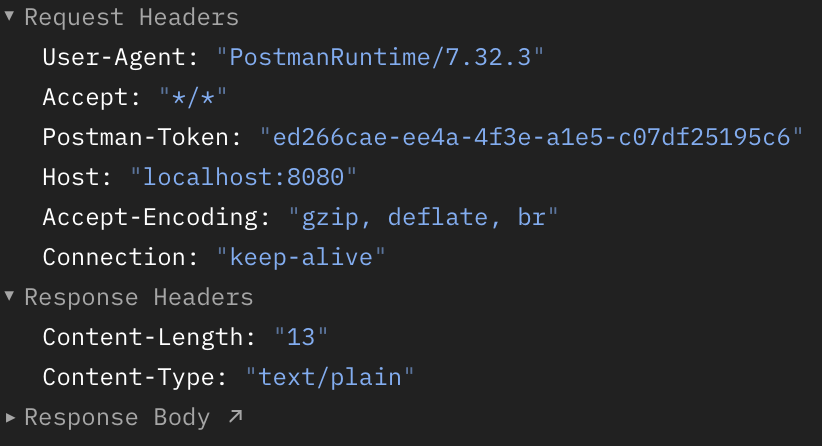 Request Headers
User-Agent: "PostmanRuntime/7.32.3"
Accept: "*/*"
Postman-Token: "ed266cae-ee4a-4f3e-a1e5-c07df25195c6"
Host: "localhost:8080"
Accept-Encoding: "gzip, deflate, br"
Connection: "keep-alive"
Response Headers
Content-Length: "13"
Content-Type: "text/plain"
Response Body ↗